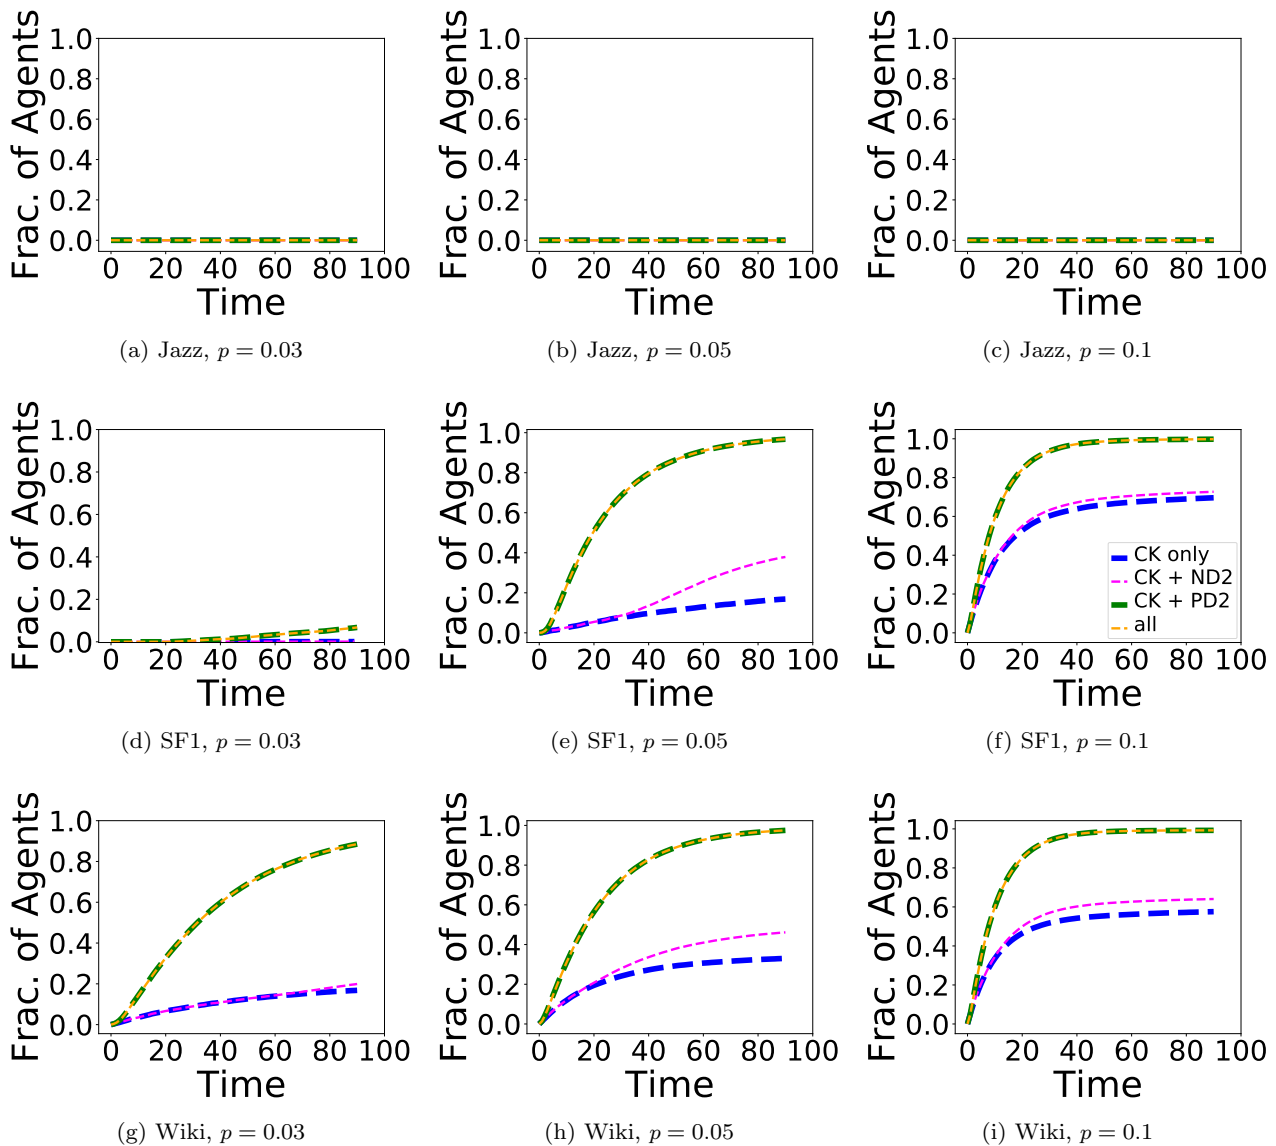 Frac. of Agents
1.0
0.8
0.6
0.4
0.2
0.0
0 20 40 60 80 100
Time
(a) Jazz, p = 0.03
Frac. of Agents
1.0
0.8
0.6
0.4
0.2
0.0
0 20 40 60 80 100
Time
(b) Jazz, p = 0.05
Frac. of Agents
1.0
0.8
0.6
0.4
0.2
0.0
0 20 40 60 80 100
Time
(c) Jazz, p = 0.1
Frac. of Agents
1.0
0.8
0.6
0.4
0.2
0.0
0 20 40 60 80 100
Time
(d) SF1, p = 0.03
Frac. of Agents
1.0
0.8
0.6
0.4
0.2
0.0
0 20 40 60 80 100
Time
(e) SF1, p = 0.05
Frac. of Agents
1.0
0.8
0.6
0.4
0.2
0.0
CK only
CK + ND2
CK + PD2
all
0 20 40 60 80 100
Time
(f) SF1, p = 0.1
Frac. of Agents
1.0
0.8
0.6
0.4
0.2
0.0
0 20 40 60 80 100
Time
(g) Wiki, p = 0.03
Frac. of Agents
1.0
0.8
0.6
0.4
0.2
0.0
0 20 40 60 80 100
Time
(h) Wiki, p = 0.05
Frac. of Agents
1.0
0.8
0.6
0.4
0.2
0.0
0 20 40 60 80 100
Time
(i) Wiki, p = 0.1